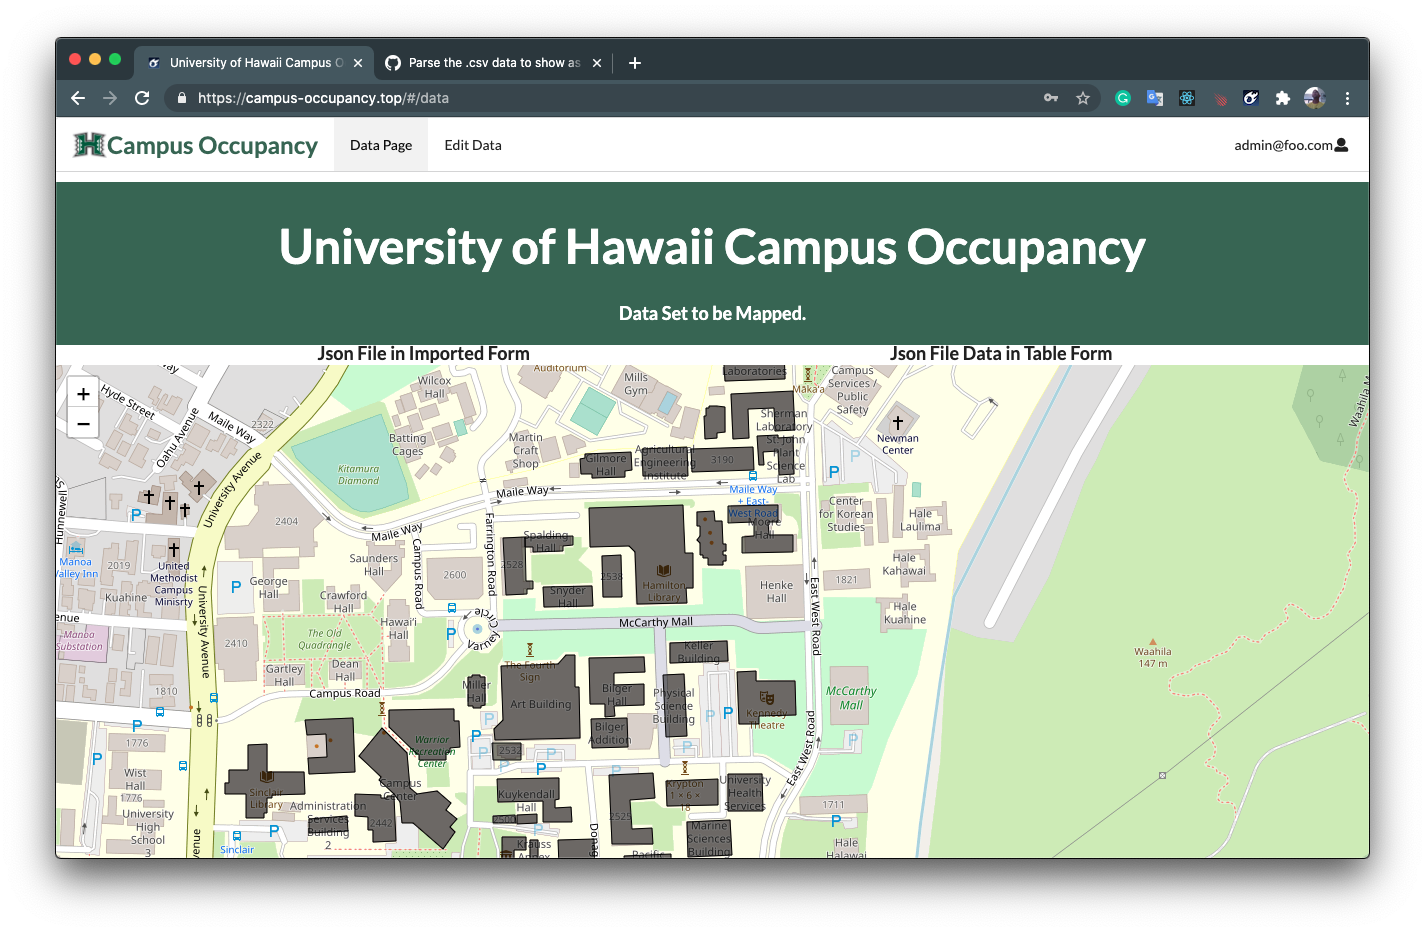 University of Hawaii Campus O
Parse the .csv data to show as
https://campus-occupancy.top/#/data
Campus Occupancy
Data Page
Edit Data
admin@foo.com
University of Hawaii Campus Occupancy
Data Set to be Mapped.
Json File in Imported Form
Json File Data in Table Form
+
−
Hyde Street
Oahu Avenue
Maile Way
2322
University Avenue
Kitamura
Diamond
Batting
Cages
Wilcox
Hall
Auditorium
Mills
Gym
Martin
Craft
Shop
Gilmore
Hall
Agricultural
Engineering
Institute
3190
Laboratories
Sherman
Laboratory
St. John
Plant
Science
Lab
Maka'a
Campus
Services /
Public
Safety
Newman
Center
Waahila
147 m
Hunnewell
Manoa
Valley Inn
2019
Kuahine
United
Methodist
Campus
Minisrty
2404
Maile Way
Maile Way
Maile Way
+ East-
West Road
Campus Road
Farrington Road
Saunders
Hall
2600
George
Hall
Crawford
Hall
Hawai'i
Hall
Spalding
Hall
2528
2538
Snyder
Hall
Hamilton
Library
Moore
Hall
Henke
Hall
Center
for Korean
Studies
Hale
Laulima
Hale
Kahawai
1821
Hale
Kuahine
East West Road
McCarthy Mall
Varney Circle
enue
Manoa
Substation
University Avenue
2410
The Old
Quadrangle
Gartley
Hall
Dean
Hall
Campus Road
1810
The Fourth
Sign
Miller
Hall
Art Building
Bilger
Hall
Bilger
Addition
Keller
Building
Physical
Science
Building
Kennedy
Theatre
McCarthy
Mall
East West Road
1776
Wist
Hall
1776
University
High
School
3
Sinclair
Library
Administration
Services
Building
2
2442
Campus
Center
Warrior
Recreation
Center
2532
Kuykendall
Hall
2500
Krauss
Annex
2525
Krypton
1 × 6 ×
18
University
Health
Services
Marine
Sciences
Building
Pacific
1711
Hale
Halawai
Sinclair
venue
Donag